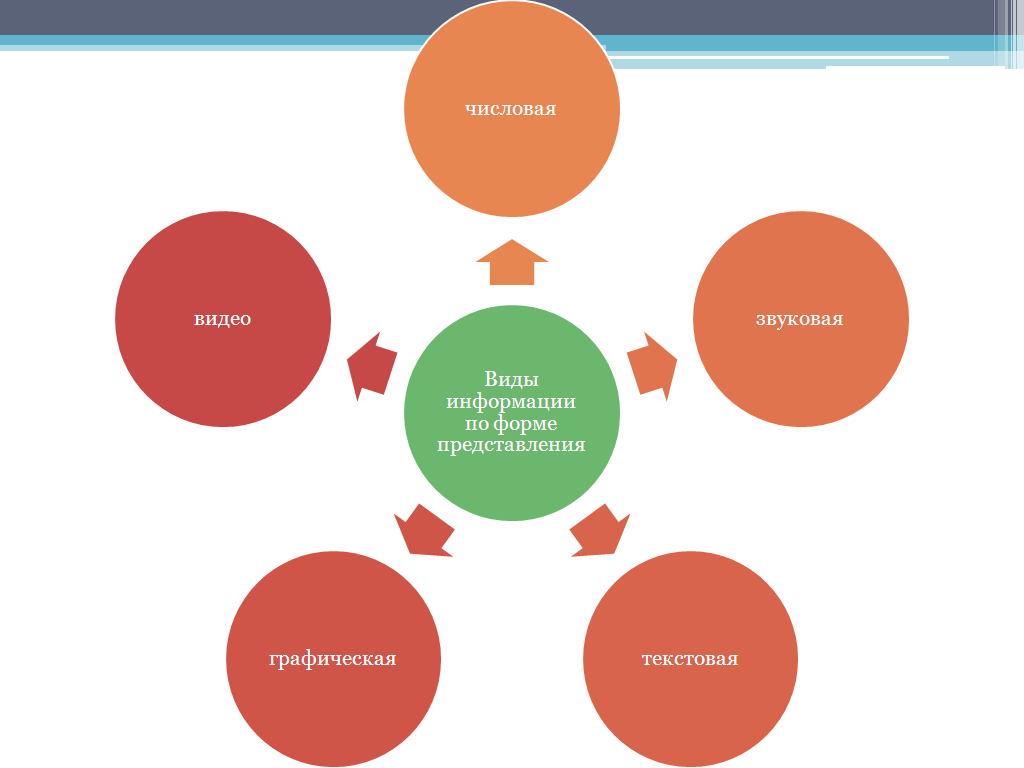 числовая
видео
звуковая
Виды
информации
по форме
представления
графическая
текстовая